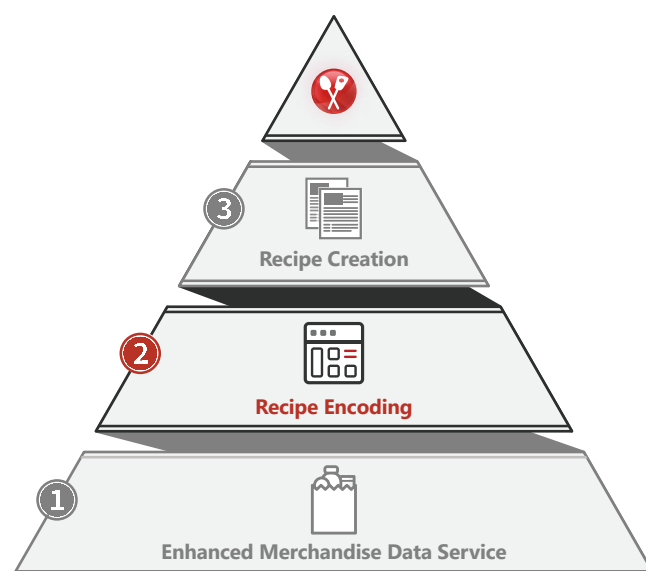 3
Recipe Creation
2
Recipe Encoding
1
Enhanced Merchandise Data Service